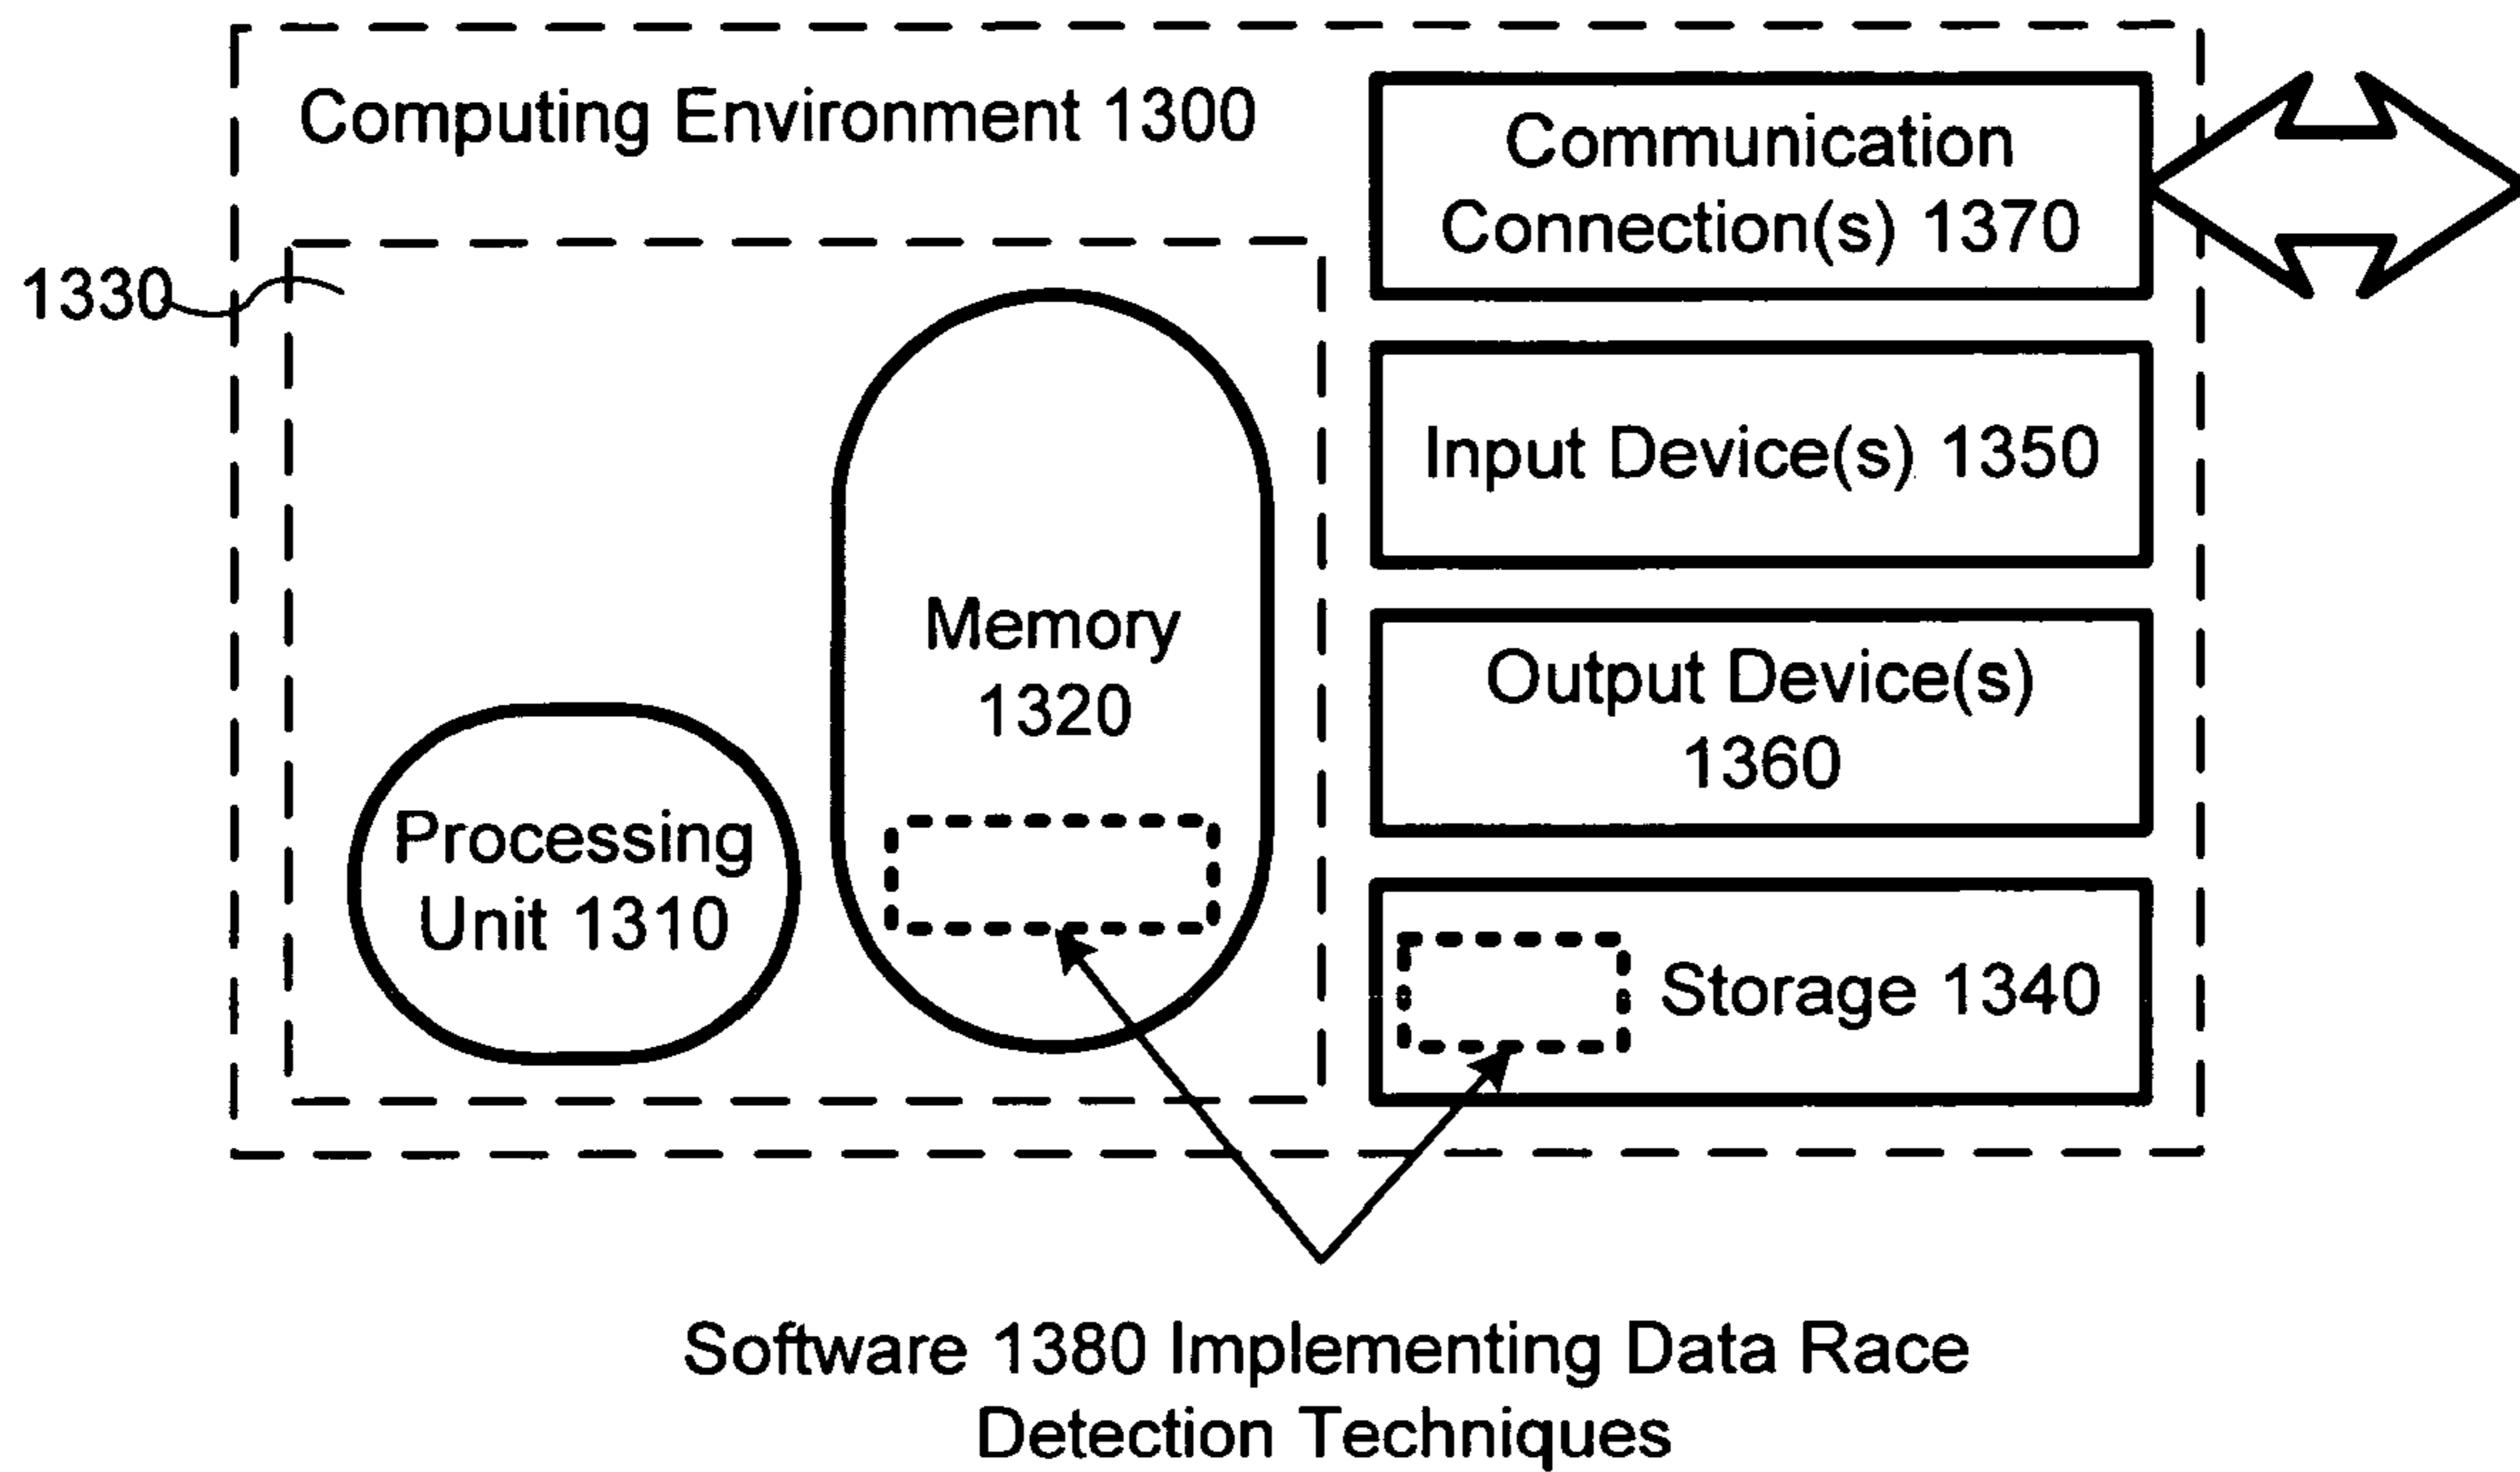 Computing Environment 1300
Communication
Connection(s) 1370
1330
Input Device(s) 1350
Memory
1320
Output Device(s)
1360
Processing
Unit 1310
Storage 1340
Software 1380 Implementing Data Race
Detection Techniques